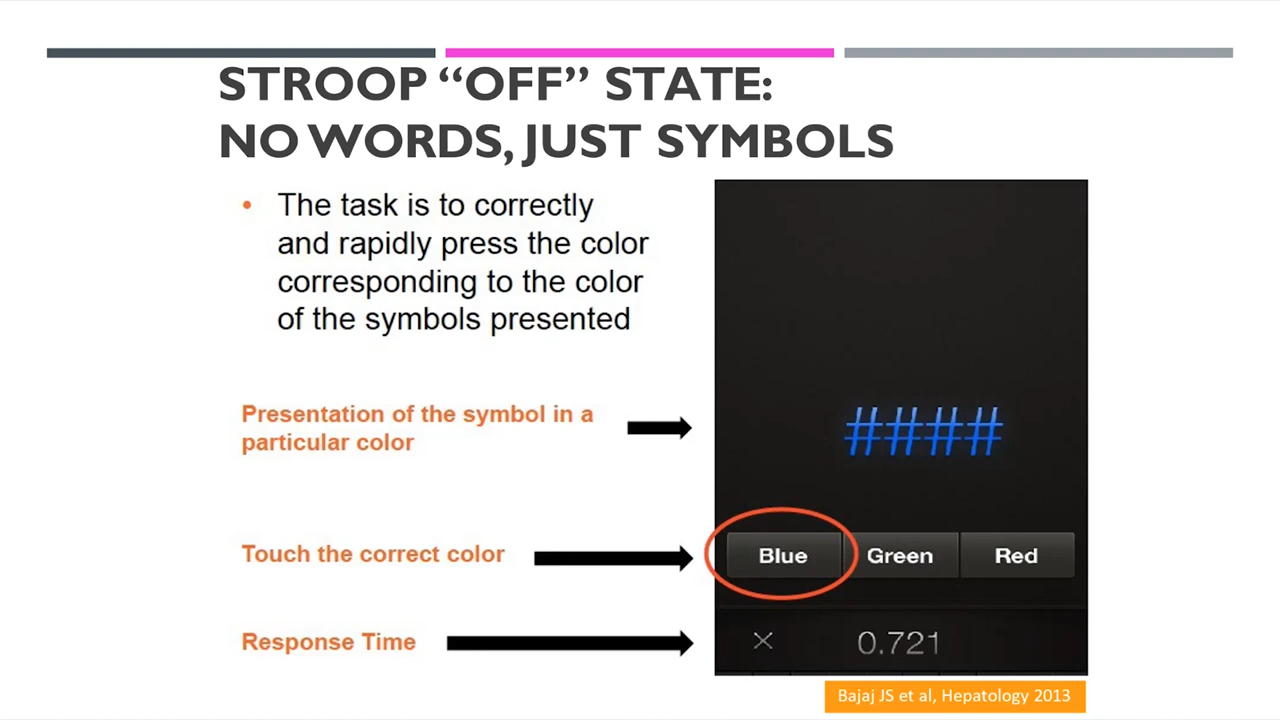 STROOP “OFF” STATE:
NO WORDS, JUST SYMBOLS
• The task is to correctly
and rapidly press the color
corresponding to the color
of the symbols presented
Presentation of the symbol in a
particular color
####
Touch the correct color
Blue Green Red
Response Time
× 0.721
Bajaj JS et al, Hepatology 2013